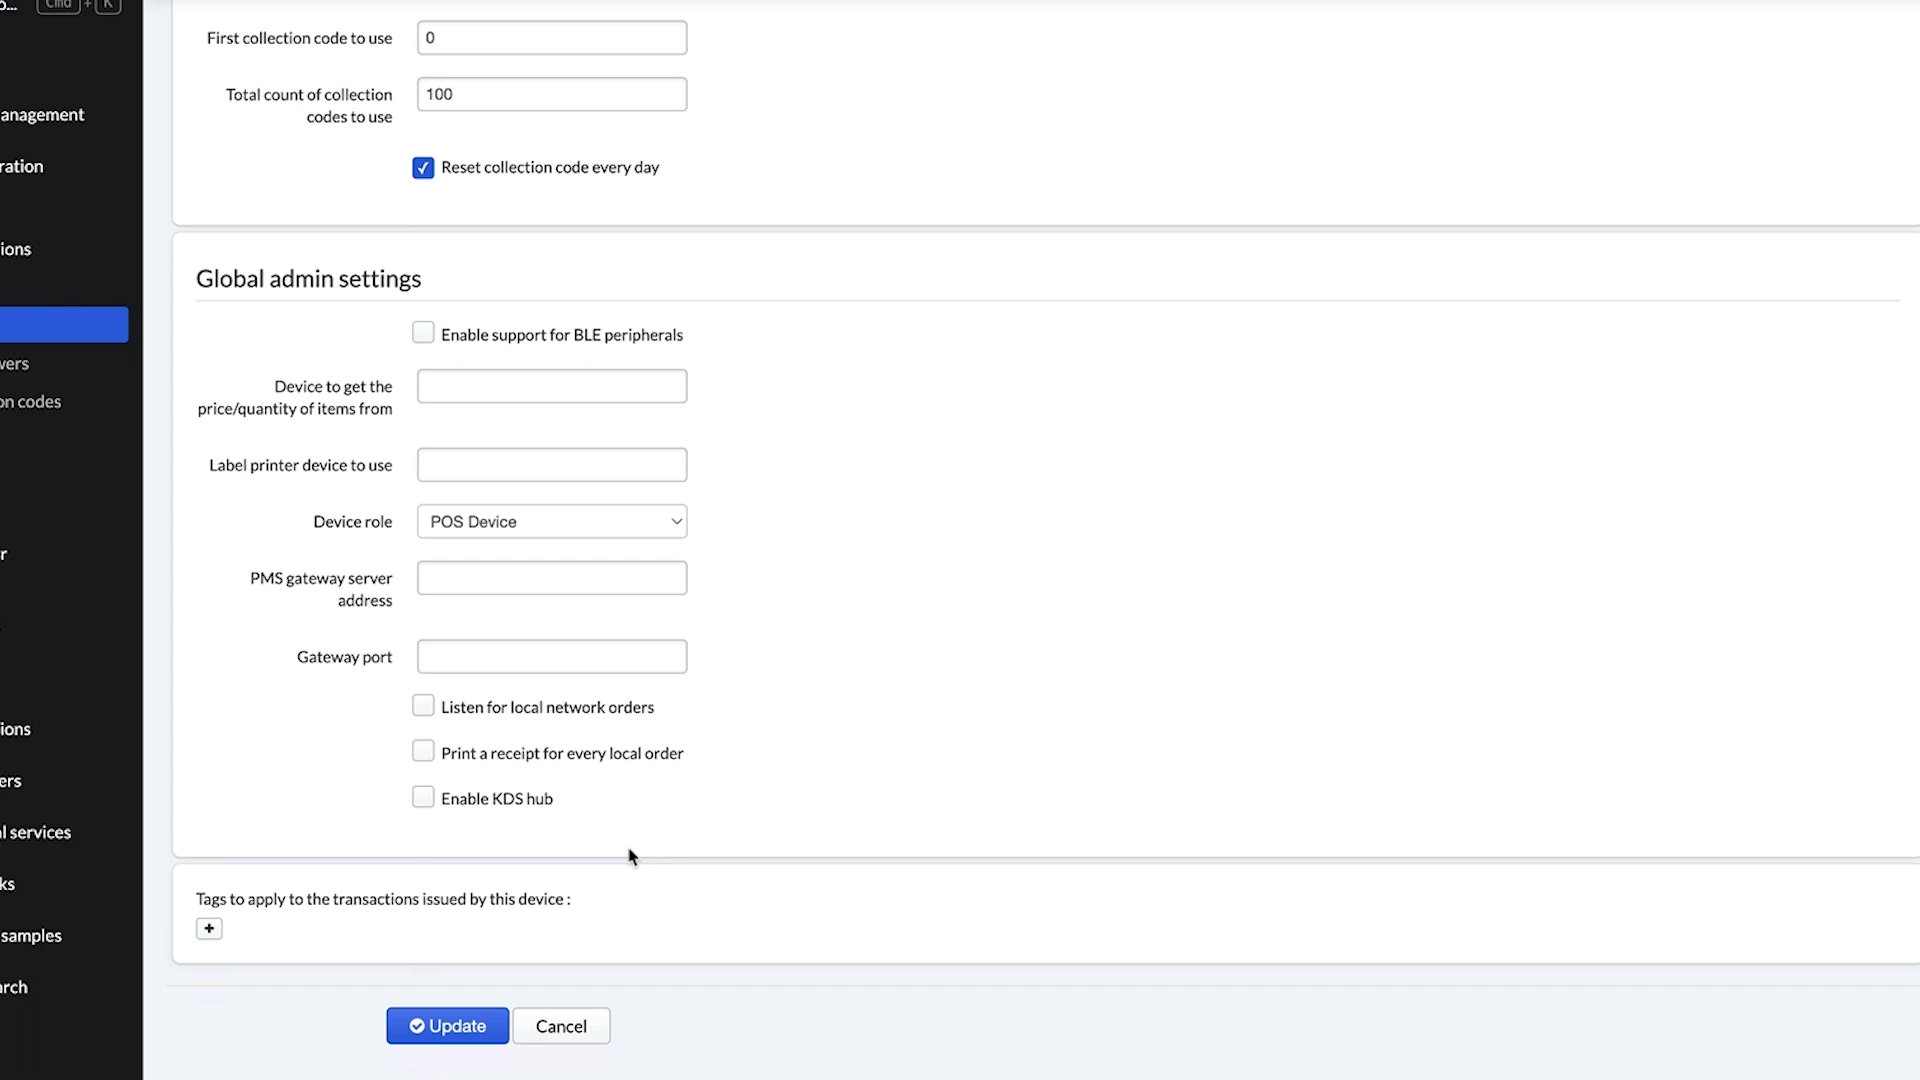 Cmd + K
First collection code to use 0
Total count of collection codes to use 100
Reset collection code every day
Global admin settings
Enable support for BLE peripherals
Device to get the
price/quantity of items from
Label printer device to use
Device role POS Device
PMS gateway server
address
Gateway port
Listen for local network orders
Print a receipt for every local order
Enable KDS hub
Tags to apply to the transactions issued by this device :
+
Update Cancel
anagement
ration
ions
vers
on codes
r
ions
ers
l services
ks
samples
arch